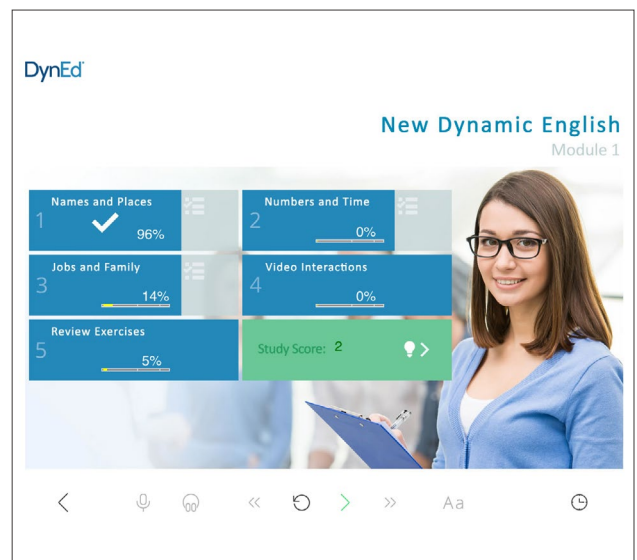 DynEd
New Dynamic English
Module 1
Names and Places
1
96%
Numbers and Time
2
0%
Jobs and Family
3
14%
Video Interactions
4
0%
Review Exercises
5
5%
Study Score: 2
Aa